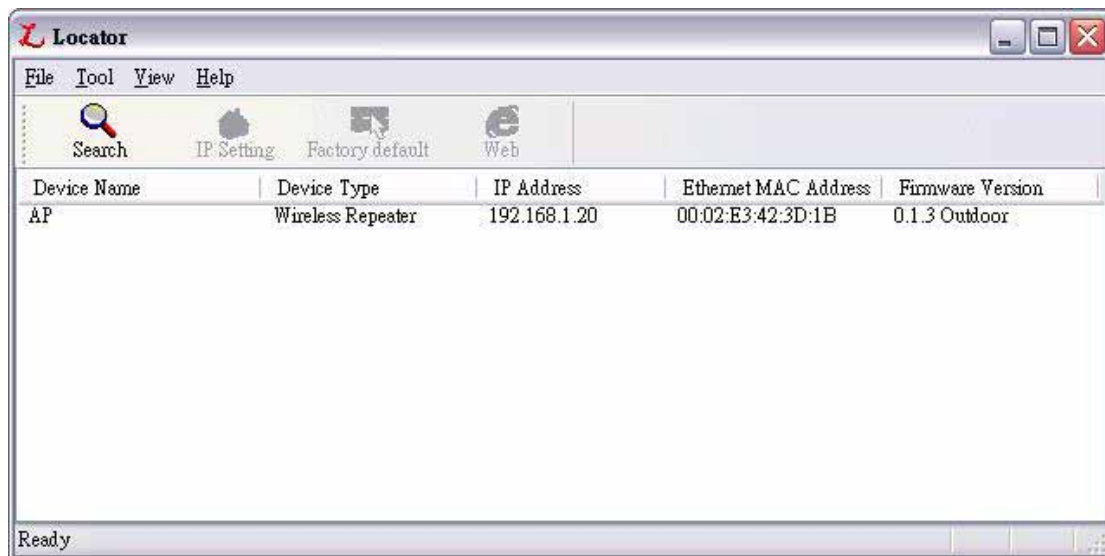 Locator
File Tool View Help
Search IP Setting Factory default Web
Device Name Device Type IP Address Ethernet MAC Address Firmware Version
AP Wireless Repeater 192.168.1.20 00:02:E3:42:3D:1B 0.1.3 Outdoor
Ready